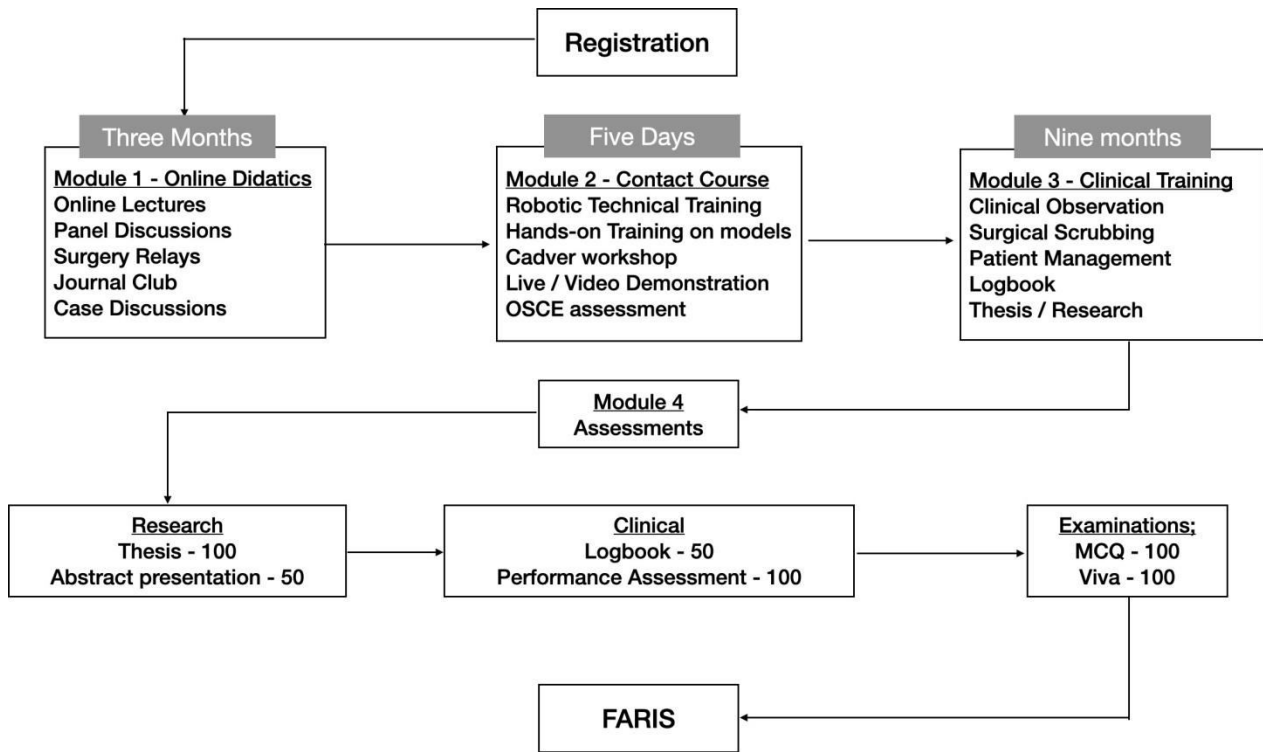 Registration
Three Months
Module 1 - Online Didatics
Online Lectures
Panel Discussions
Surgery Relays
Journal Club
Case Discussions
Five Days
Module 2 - Contact Course
Robotic Technical Training
Hands-on Training on models
Cadver workshop
Live / Video Demonstration
OSCE assessment
Nine months
Module 3 - Clinical Training
Clinical Observation
Surgical Scrubbing
Patient Management
Logbook
Thesis / Research
Module 4
Assessments
Research
Thesis - 100
Abstract presentation - 50
Clinical
Logbook - 50
Performance Assessment - 100
Examinations;
MCQ - 100
Viva - 100
FARIS